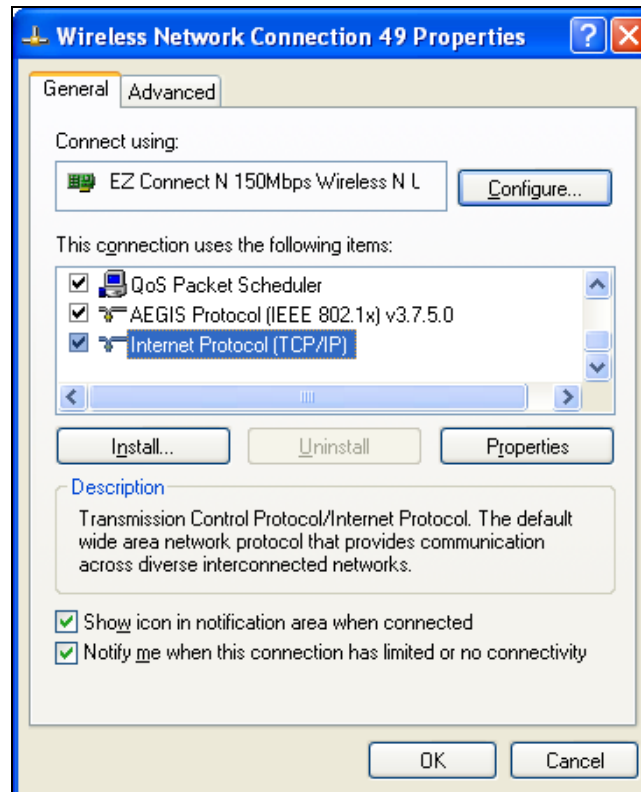 Wireless Network Connection 49 Properties
General
Advanced
Connect using:
EZ Connect N 150Mbps Wireless N
Configure...
This connection uses the following items:
QoS Packet Scheduler
AEGIS Protocol (IEEE 802.1x) v3.7.5.0
Internet Protocol (TCP/IP)
Install...
Uninstall
Properties
Description
Transmission Control Protocol/Internet Protocol. The default
wide area network protocol that provides communication
across diverse interconnected networks.
Show icon in notification area when connected
Notify me when this connection has limited or no connectivity
OK
Cancel